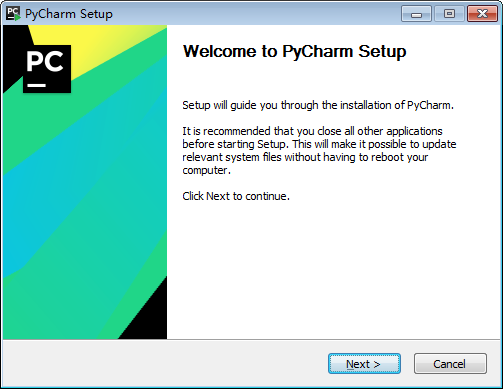 PyCharm Setup
PC
Welcome to PyCharm Setup
Setup will guide you through the installation of PyCharm.
It is recommended that you close all other applications
before starting Setup. This will make it possible to update
relevant system files without having to reboot your
computer.
Click Next to continue.
Next >
Cancel